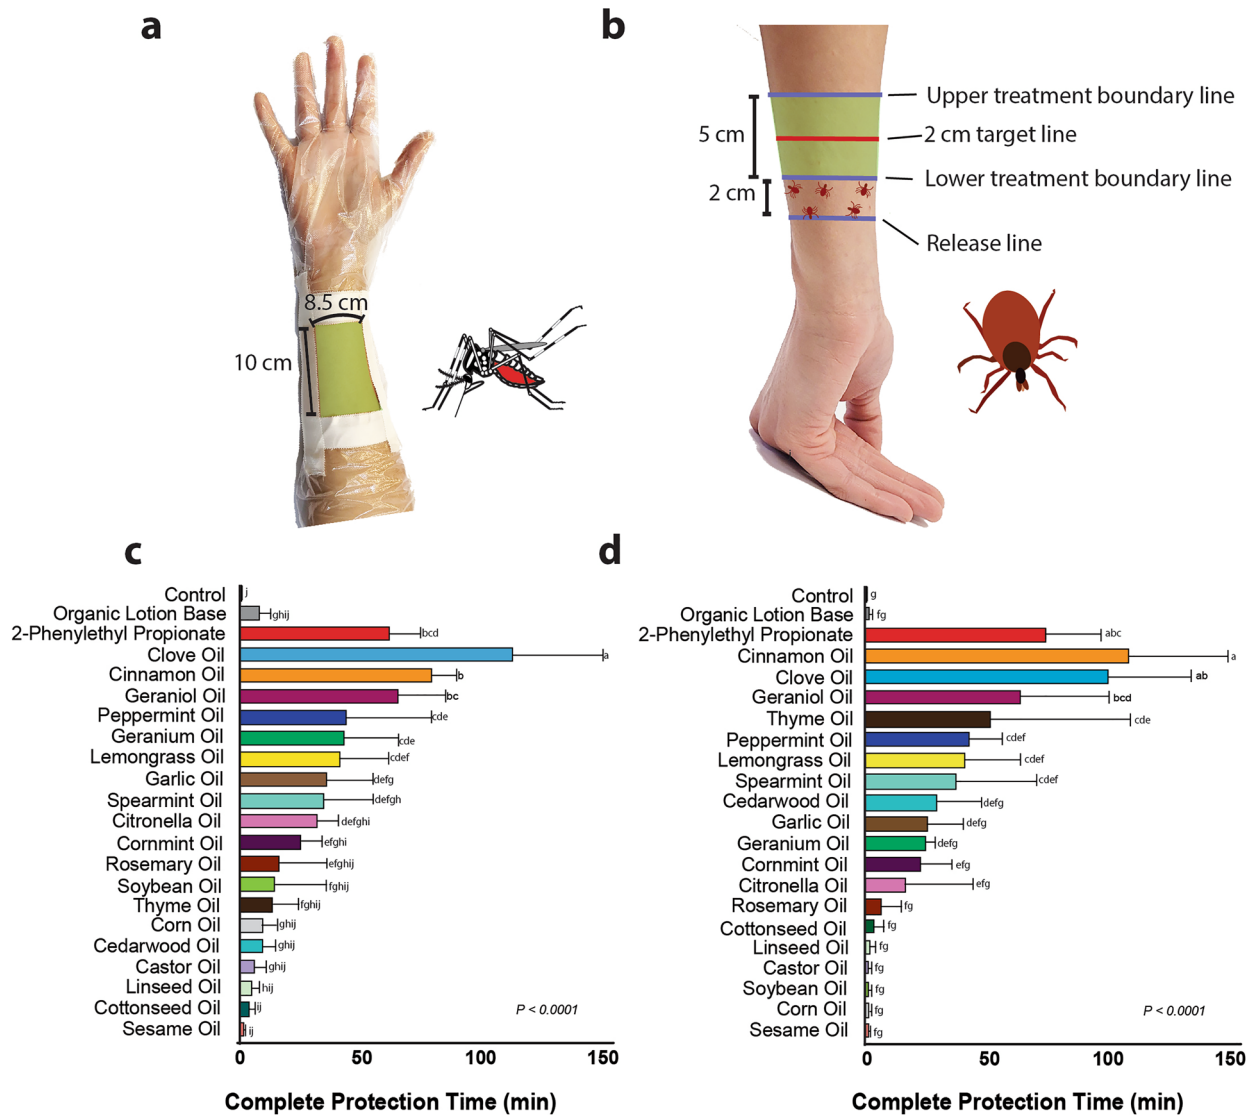 a
b
8.5 cm
10 cm
5 cm
2 cm
Upper treatment boundary line
2 cm target line
Lower treatment boundary line
Release line
c
Control j
Organic Lotion Base ghij
2-Phenylethyl Propionate bcd
Clove Oil a
Cinnamon Oil b
Geraniol Oil bc
Peppermint Oil cde
Geranium Oil cde
Lemongrass Oil cdef
Garlic Oil defg
Spearmint Oil defgh
Citronella Oil defghi
Cornmint Oil efghi
Rosemary Oil efghij
Soybean Oil fghij
Thyme Oil fghij
Corn Oil ghij
Cedarwood Oil ghij
Castor Oil ghij
Linseed Oil hij
Cottonseed Oil ij
Sesame Oil ij
P < 0.0001
0 50 100 150
Complete Protection Time (min)
d
Control g
Organic Lotion Base fg
2-Phenylethyl Propionate abc
Cinnamon Oil a
Clove Oil ab
Geraniol Oil bcd
Thyme Oil cde
Peppermint Oil cdef
Lemongrass Oil cdef
Spearmint Oil cdef
Cedarwood Oil defg
Garlic Oil defg
Geranium Oil defg
Cornmint Oil efg
Citronella Oil efg
Rosemary Oil fg
Cottonseed Oil fg
Linseed Oil fg
Castor Oil fg
Soybean Oil fg
Corn Oil fg
Sesame Oil fg
P < 0.0001
0 50 100 150
Complete Protection Time (min)